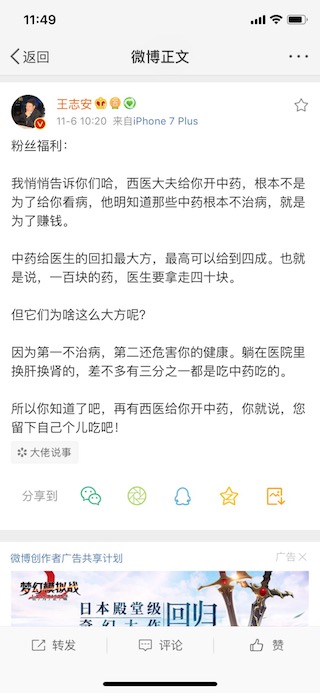 11:49
返回
微博正文
王志安
11-6 10:20 来自iPhone 7 Plus
粉丝福利：
我悄悄告诉你们哈，西医大夫给你开中药，根本不是
为了给你看病，他明知道那些中药根本不治病，就是
为了赚钱。
中药给医生的回扣最大方，最高可以给到四成。也就
是说，一百块的药，医生要拿走四十块。
但它们为啥这么大方呢？
因为第一不治病，第二还危害你的健康。躺在医院里
换肝换肾的，差不多有三分之一都是吃中药吃的。
所以你知道了吧，再有西医给你开中药，你就说，您
留下自己个儿吃吧！
大佬说事
分享到
微博创作者广告共享计划
广告
梦幻模拟战
日本殿堂级
奇幻大作
回归
转发
评论
赞